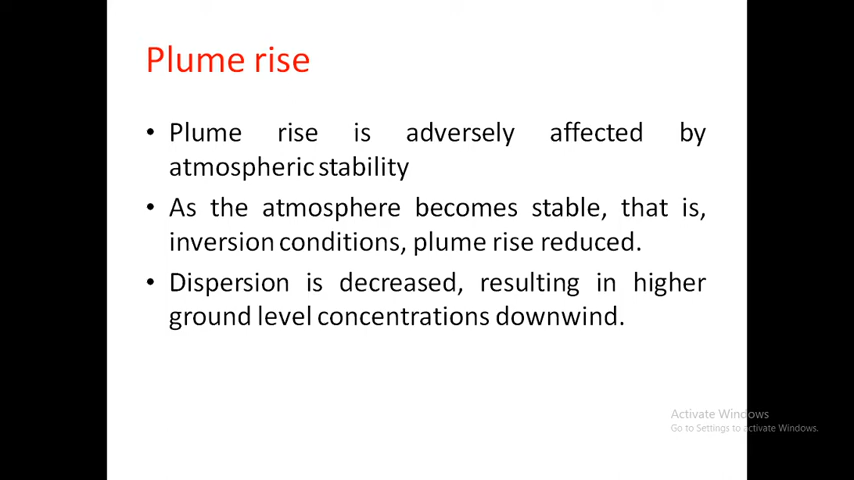 Plume rise
• Plume rise is adversely affected by
atmospheric stability
• As the atmosphere becomes stable, that is,
inversion conditions, plume rise reduced.
• Dispersion is decreased, resulting in higher
ground level concentrations downwind.
Activate Windows
Go to Settings to activate Windows.